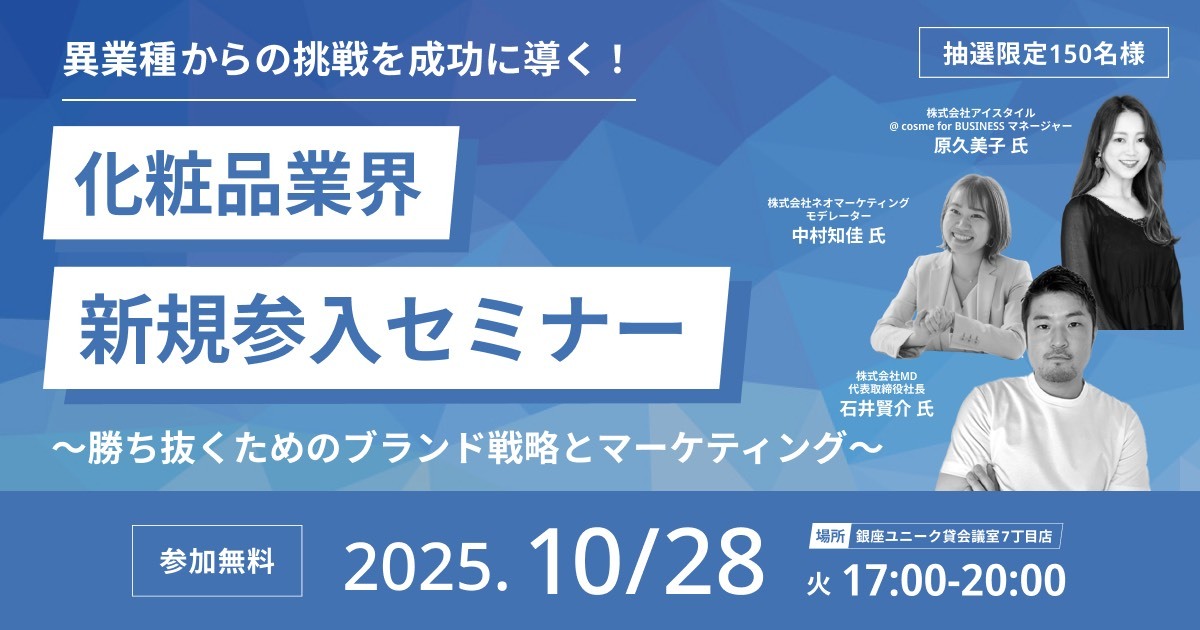 異業種からの挑戦を成功に導く！
抽選限定150名様
化粧品業界
新規参入セミナー
〜勝ち抜くためのブランド戦略とマーケティング〜
株式会社アイスタイル
@ cosme for BUSINESS マネージャー
原久美子 氏
株式会社ネオマーケティング
モデレーター
中村知佳 氏
株式会社MD
代表取締役社長
石井賢介 氏
参加無料
2025. 10/28
場所 銀座ユニーク貸会議室7丁目店
火 17:00-20:00